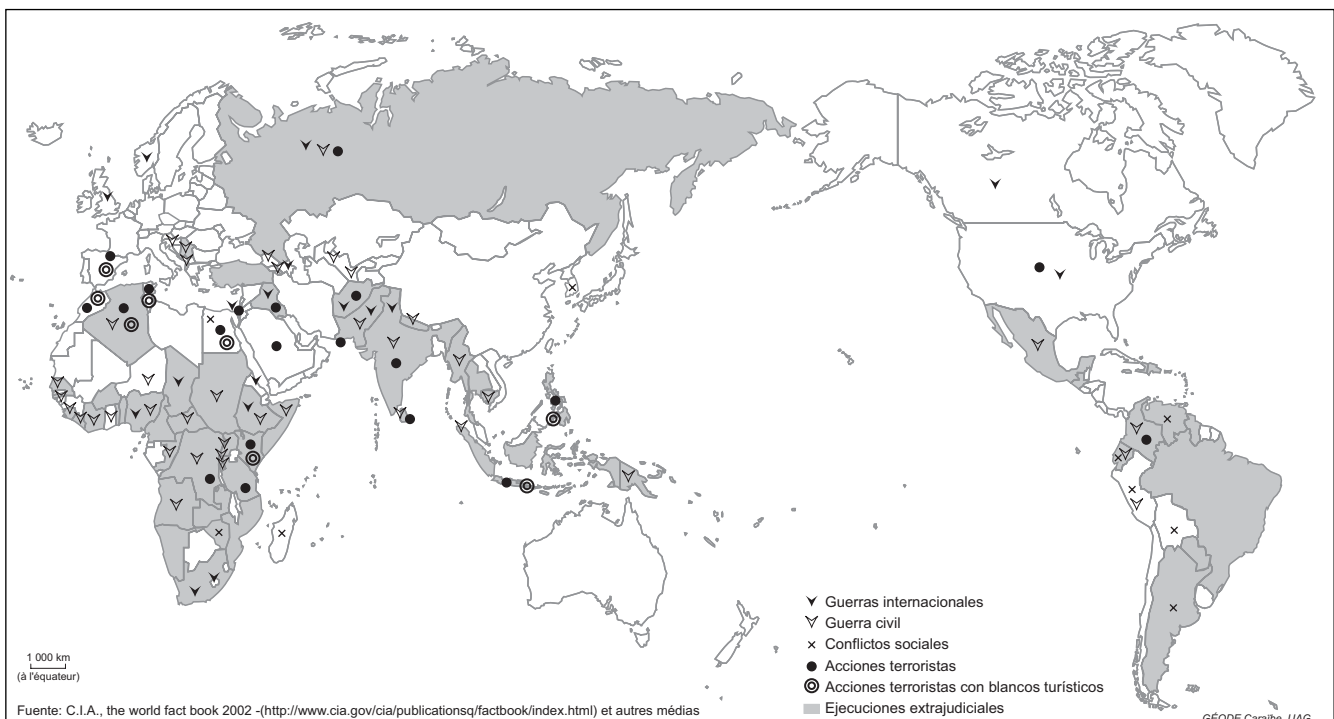 Guerras internacionales
Guerra civil
Conflictos sociales
Acciones terroristas
Acciones terroristas con blancos turísticos
Ejecuciones extrajudiciales
1 000 km
(à l'équateur)
Fuente: C.I.A., the world fact book 2002 -(http://www.cia.gov/cia/publicationsq/factbook/index.html) et autres médias
GÉODE Caraïbe, UAG